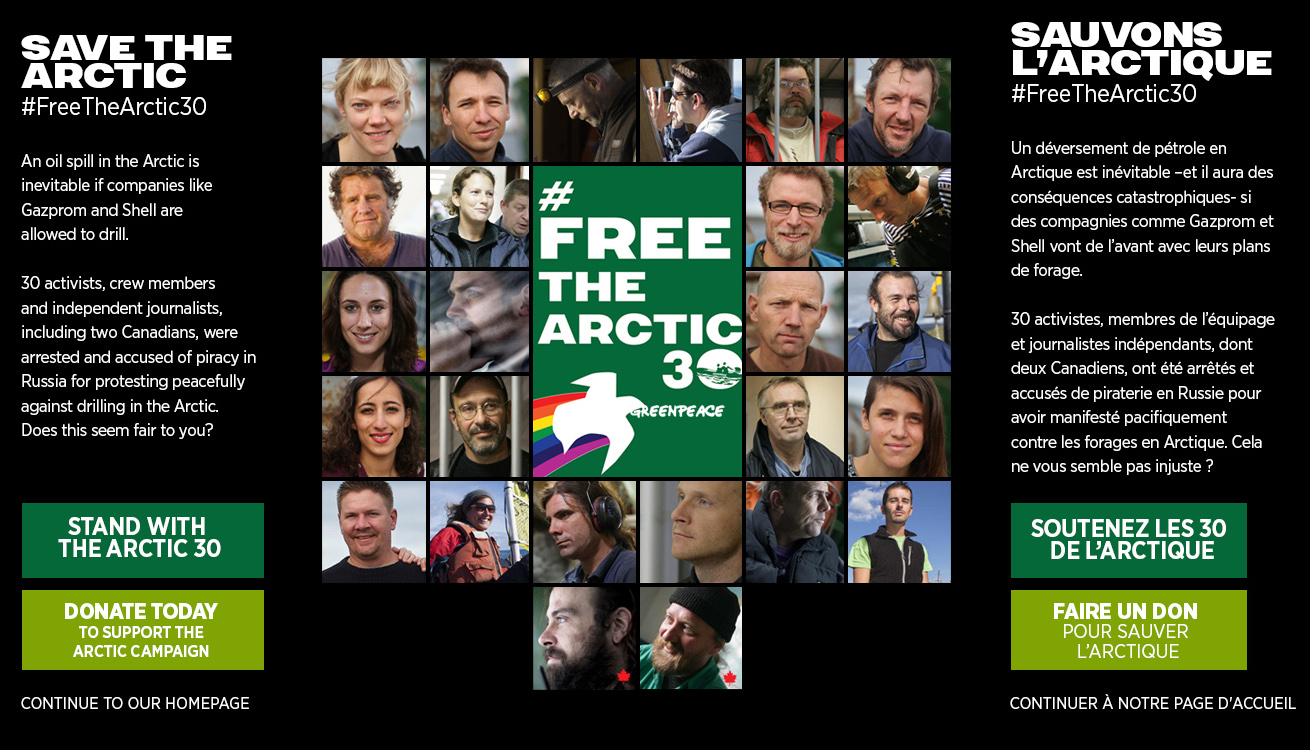 SAVE THE
ARCTIC
#FreeTheArctic30
An oil spill in the Arctic is
inevitable if companies like
Gazprom and Shell are
allowed to drill.
30 activists, crew members
and independent journalists,
including two Canadians, were
arrested and accused of piracy in
Russia for protesting peacefully
against drilling in the Arctic.
Does this seem fair to you?
STAND WITH
THE ARCTIC 30
DONATE TODAY
TO SUPPORT THE
ARCTIC CAMPAIGN
CONTINUE TO OUR HOMEPAGE
#
FREE
THE
ARCTIC
30
GREENPEACE
SAUVONS
L'ARCTIQUE
#FreeTheArctic30
Un déversement de pétrole en
Arctique est inévitable –et il aura des
conséquences catastrophiques- si
des compagnies comme Gazprom et
Shell vont de l'avant avec leurs plans
de forage.
30 activistes, membres de l'équipage
et journalistes indépendants, dont
deux Canadiens, ont été arrêtés et
accusés de piraterie en Russie pour
avoir manifesté pacifiquement
contre les forages en Arctique. Cela
ne vous semble pas injuste ?
SOUTENEZ LES 30
DE L'ARCTIQUE
FAIRE UN DON
POUR SAUVER
L'ARCTIQUE
CONTINUER À NOTRE PAGE D'ACCUEIL